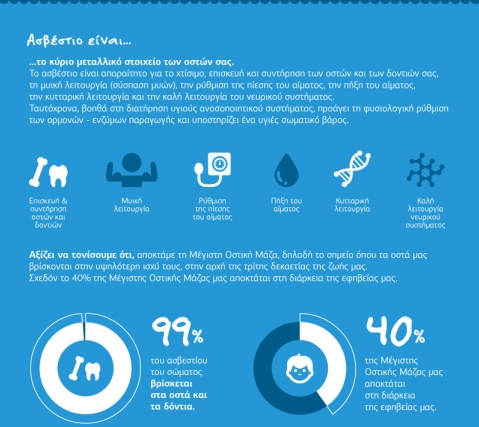 Ασβέστιο είναι...
...το κύριο μεταλλικό στοιχείο των οστών σας.
Το ασβέστιο είναι απαραίτητο για το χτίσιμο, επισκευή και συντήρηση των οστών και των δοντιών σας,
τη μυική λειτουργία (σύσπαση μυών), την ρύθμιση της πίεσης του αίματος, την πήξη του αίματος,
την κυτταρική λειτουργία και την καλή λειτουργία του νευρικού συστήματος.
Ταυτόχρονα, βοηθά στη διατήρηση υγιούς ανοσοποιητικού συστήματος, προάγει τη φυσιολογική ρύθμιση
των ορμονών - ενζύμων παραγωγής και υποστηρίζει ένα υγιές σωματικό βάρος.
Επισκευή &
συντήρηση
οστών και
δοντιών
Μυική
λειτουργία
Ρύθμιση
της πίεσης
του αίματος
Πήξη του
αίματος
Κυτταρική
λειτουργία
Καλή
λειτουργία
νευρικού
συστήματος
Αξίζει να τονίσουμε ότι, αποκτάμε τη Μέγιστη Οστική Μάζα, δηλαδή το σημείο όπου τα οστά μας
βρίσκονται στην υψηλότερη ισχύ τους, στην αρχή της τρίτης δεκαετίας της ζωής μας.
Σχεδόν το 40% της Μέγιστης Οστικής Μάζας μας αποκτάται στη διάρκεια της εφηβείας μας.
99%
του ασβεστίου
του σώματος
βρίσκεται
στα οστά και
τα δόντια.
40%
της Μέγιστης
Οστικής Μάζας μας
αποκτάται
στη διάρκεια
της εφηβείας μας.